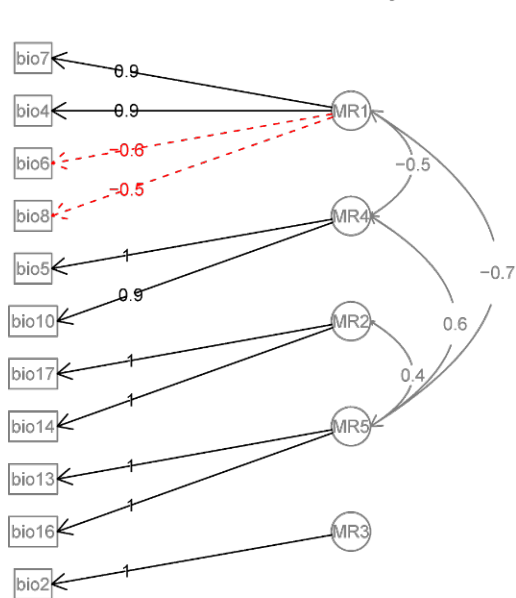 bio7
0.9
bio4
0.9
MR1
bio6
−0.6
−0.5
bio8
−0.5
MR4
bio5
1
−0.7
0.9
bio10
MR2
0.6
bio17
1
0.4
1
bio14
MR5
bio13
1
1
bio16
MR3
1
bio2